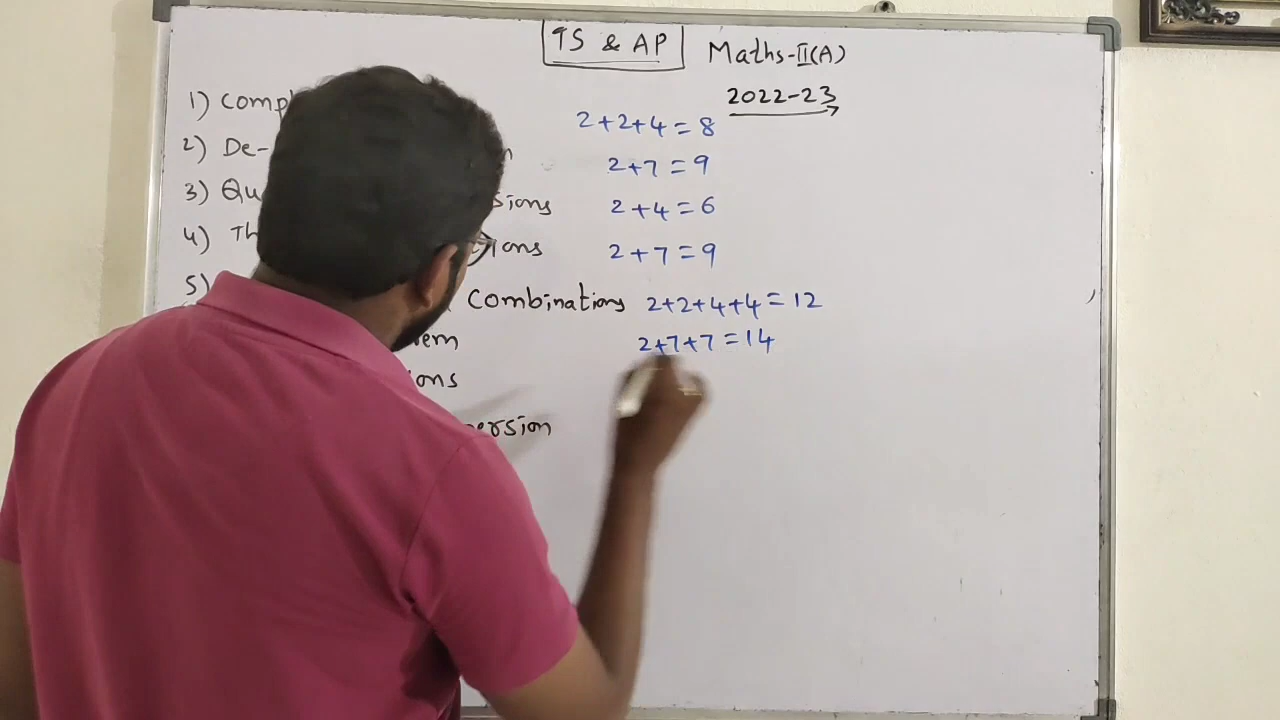 TS & AP Maths-II(A)
2022-23
1) Comp 2+2+4=8
2) De- 2+7=9
3) Qu sions 2+4=6
4) Th ions 2+7=9
5) Combinations 2+2+4+4=12
em 2+7+7=14
ions
ersion